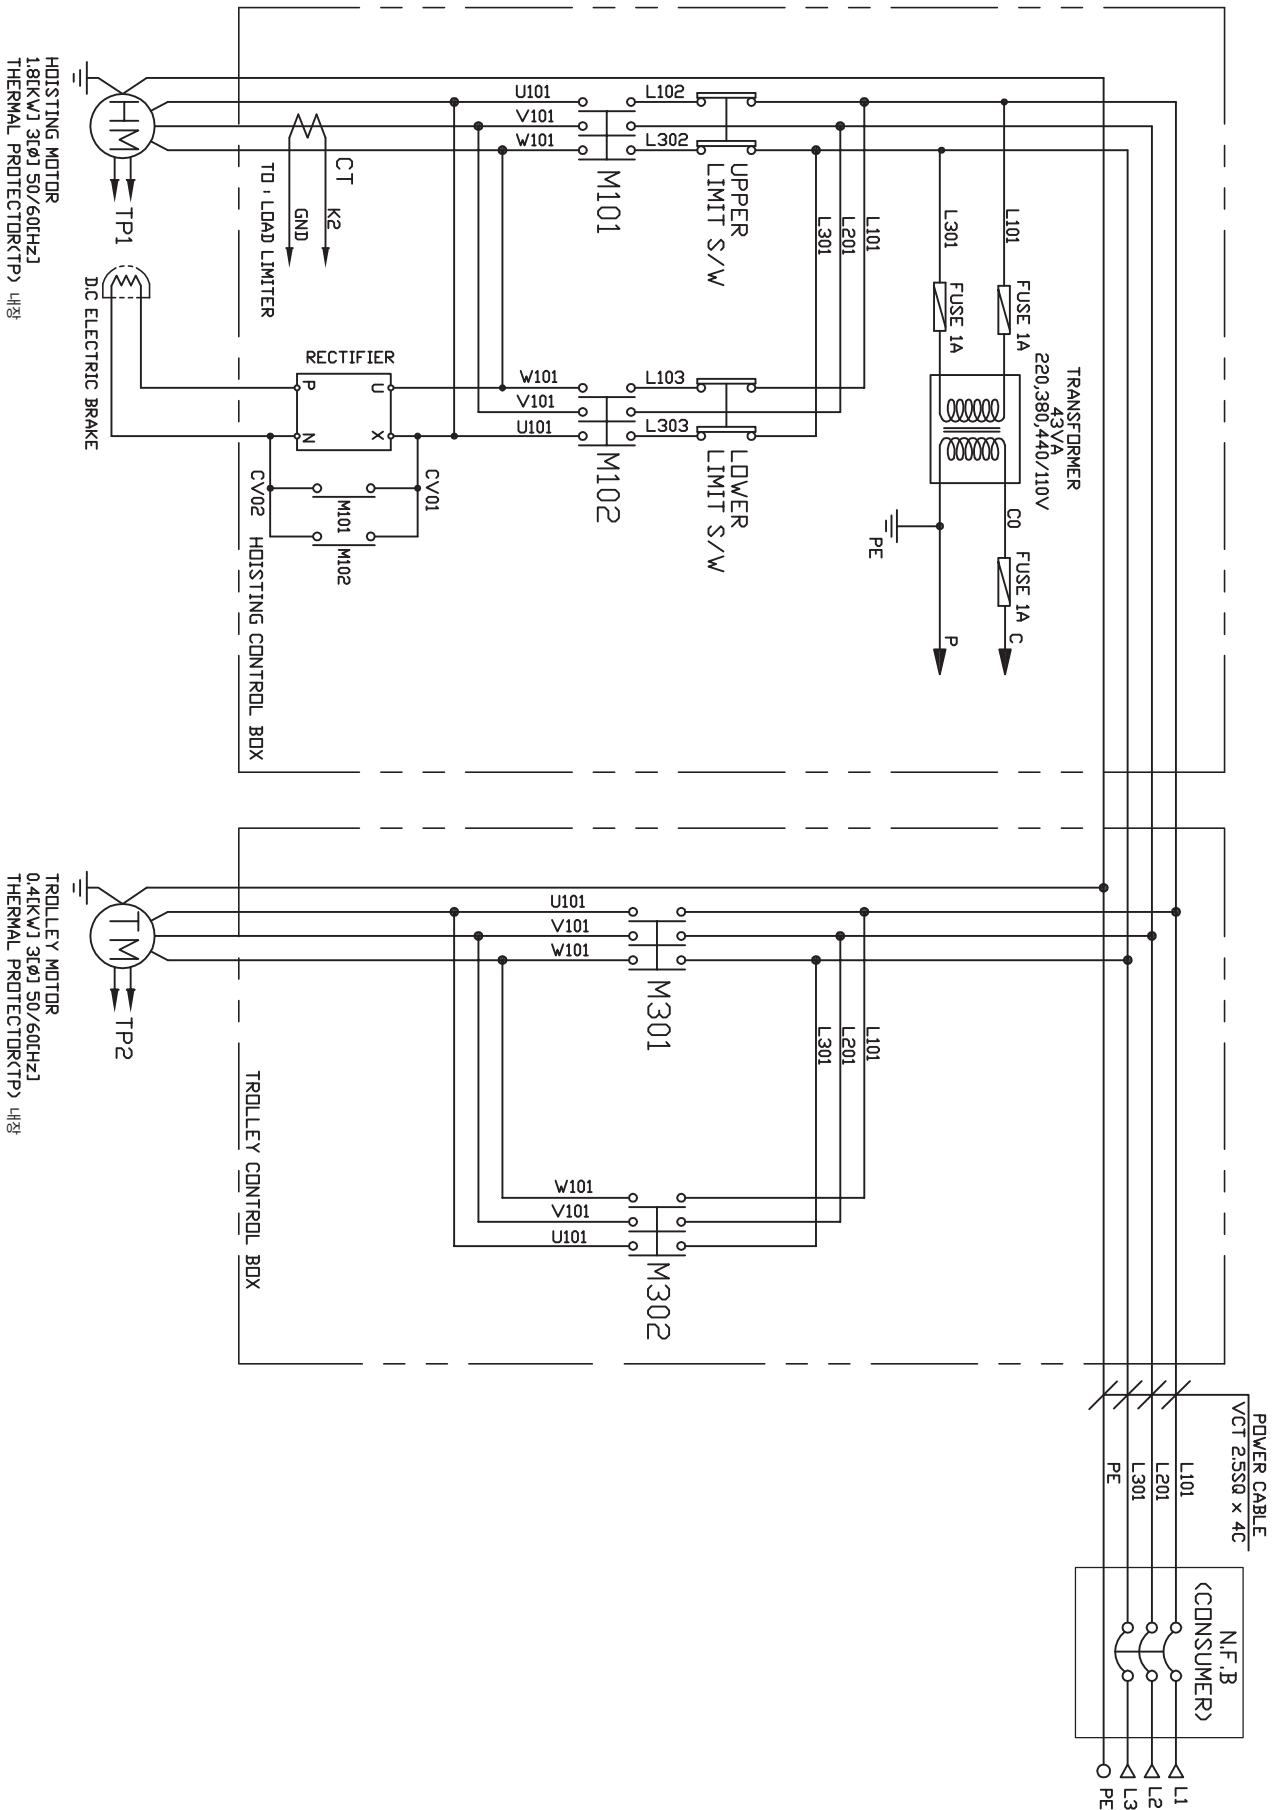 POWER CABLE
VCT 2.5SQ × 4C
L101
L201
L301
PE
N.F.B
(CONSUMER)
L1
L2
L3
PE
TRANSFORMER
43VA
220,380,440/110V
FUSE 1A
L101
FUSE 1A
L301
C0
FUSE 1A
C
P
PE
L101
L201
L301
UPPER
LIMIT S/W
L102
L302
M101
U101
V101
W101
LOWER
LIMIT S/W
L103
L303
M102
W101
V101
U101
CT
K2
GND
TO : LOAD LIMITER
RECTIFIER
U
X
P
N
CV01
CV02
M101
M102
HOISTING CONTROL BOX
HM
TP1
D.C ELECTRIC BRAKE
HOISTING MOTOR
1.8[KW] 3[ø] 50/60[Hz]
THERMAL PROTECTOR(TP) 내장
L101
L201
L301
M301
U101
V101
W101
M302
W101
V101
U101
TROLLEY CONTROL BOX
TM
TP2
TROLLEY MOTOR
0.4[KW] 3[ø] 50/60[Hz]
THERMAL PROTECTOR(TP) 내장